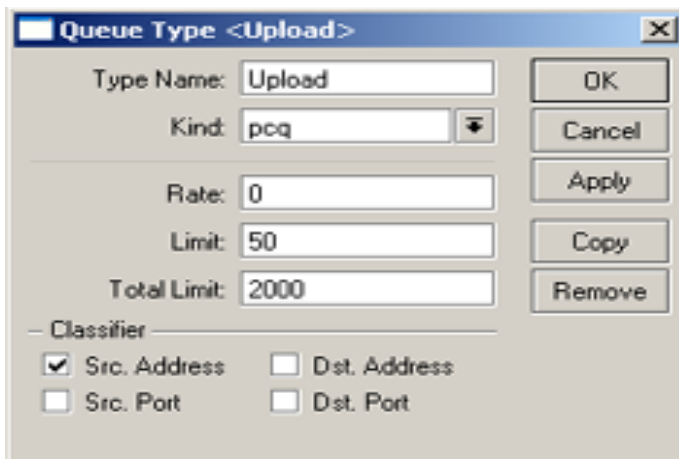 Queue Type <Upload>
Type Name: Upload
OK
Kind: pcq
Cancel
Apply
Rate: 0
Limit: 50
Copy
Total Limit: 2000
Remove
Classifier
Src. Address
Dst. Address
Src. Port
Dst. Port